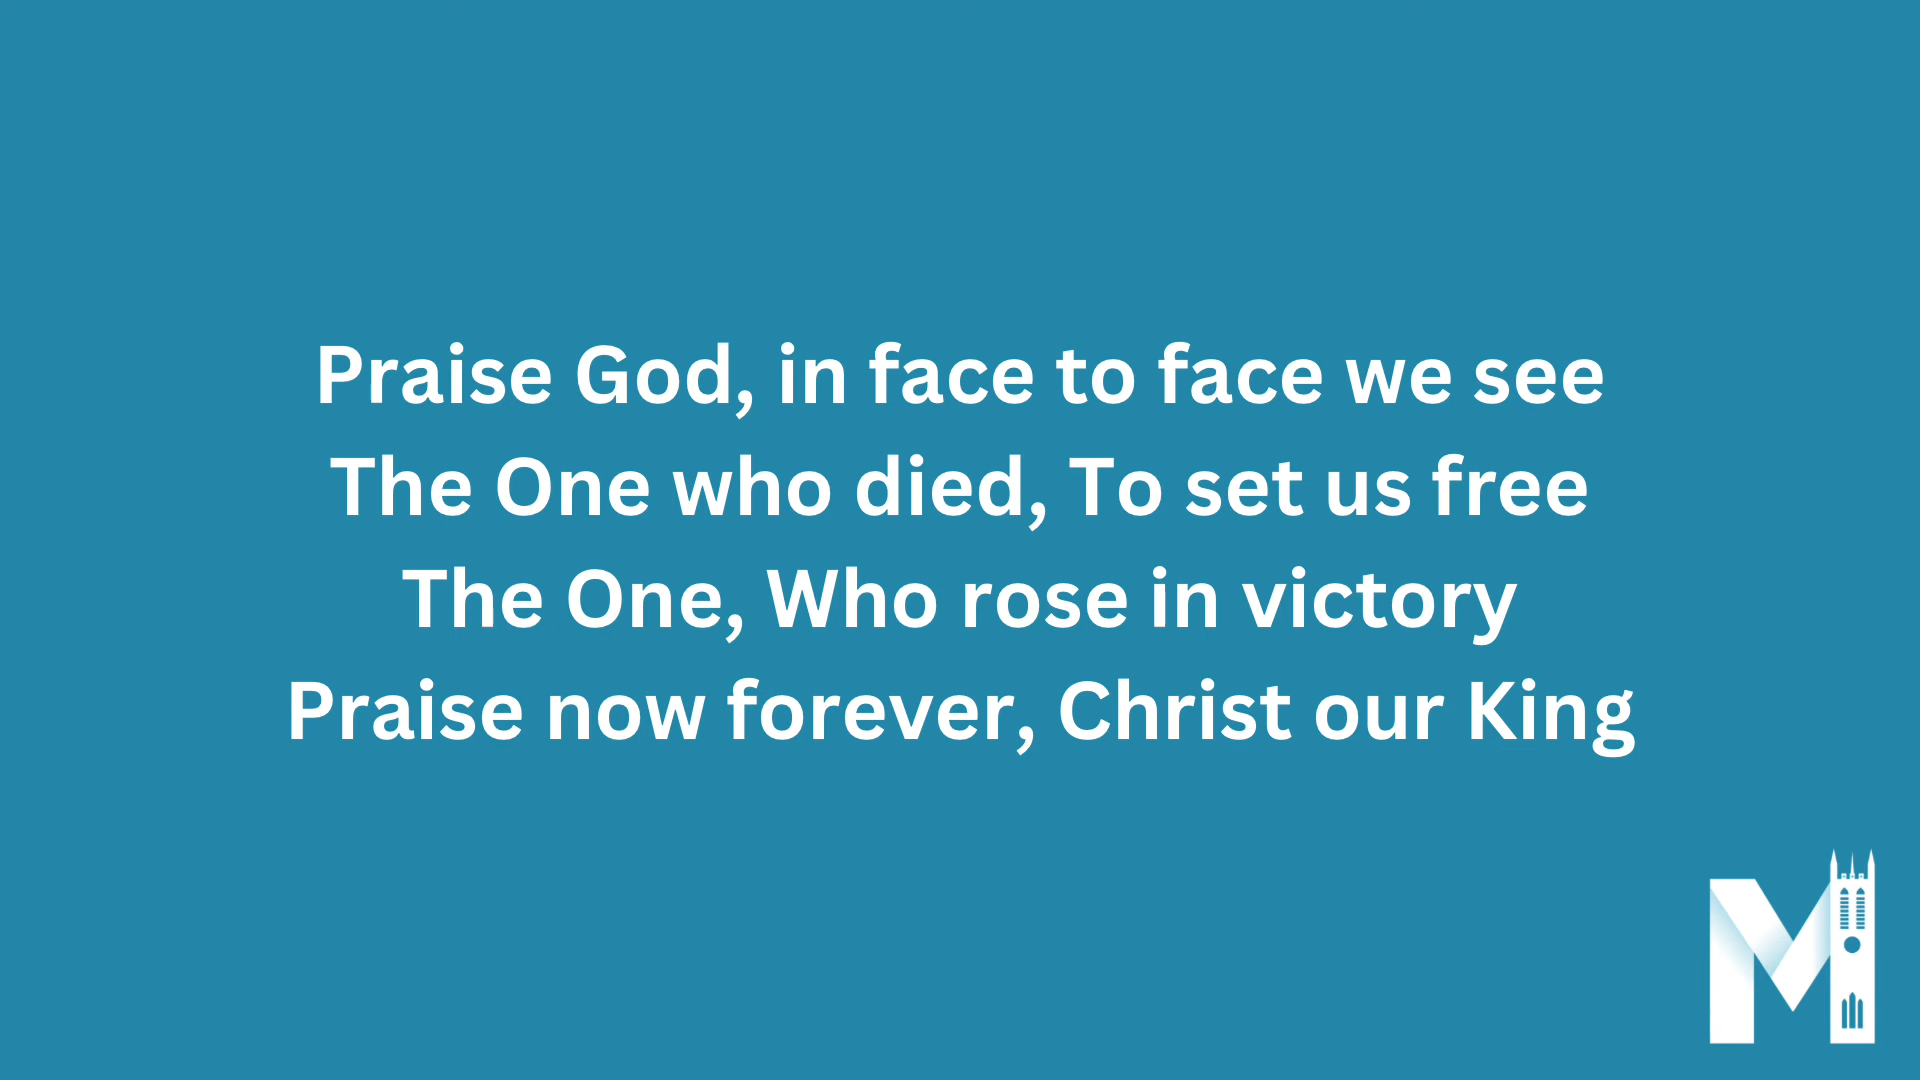 Praise God, in face to face we see
The One who died, To set us free
The One, Who rose in victory
Praise now forever, Christ our King
M